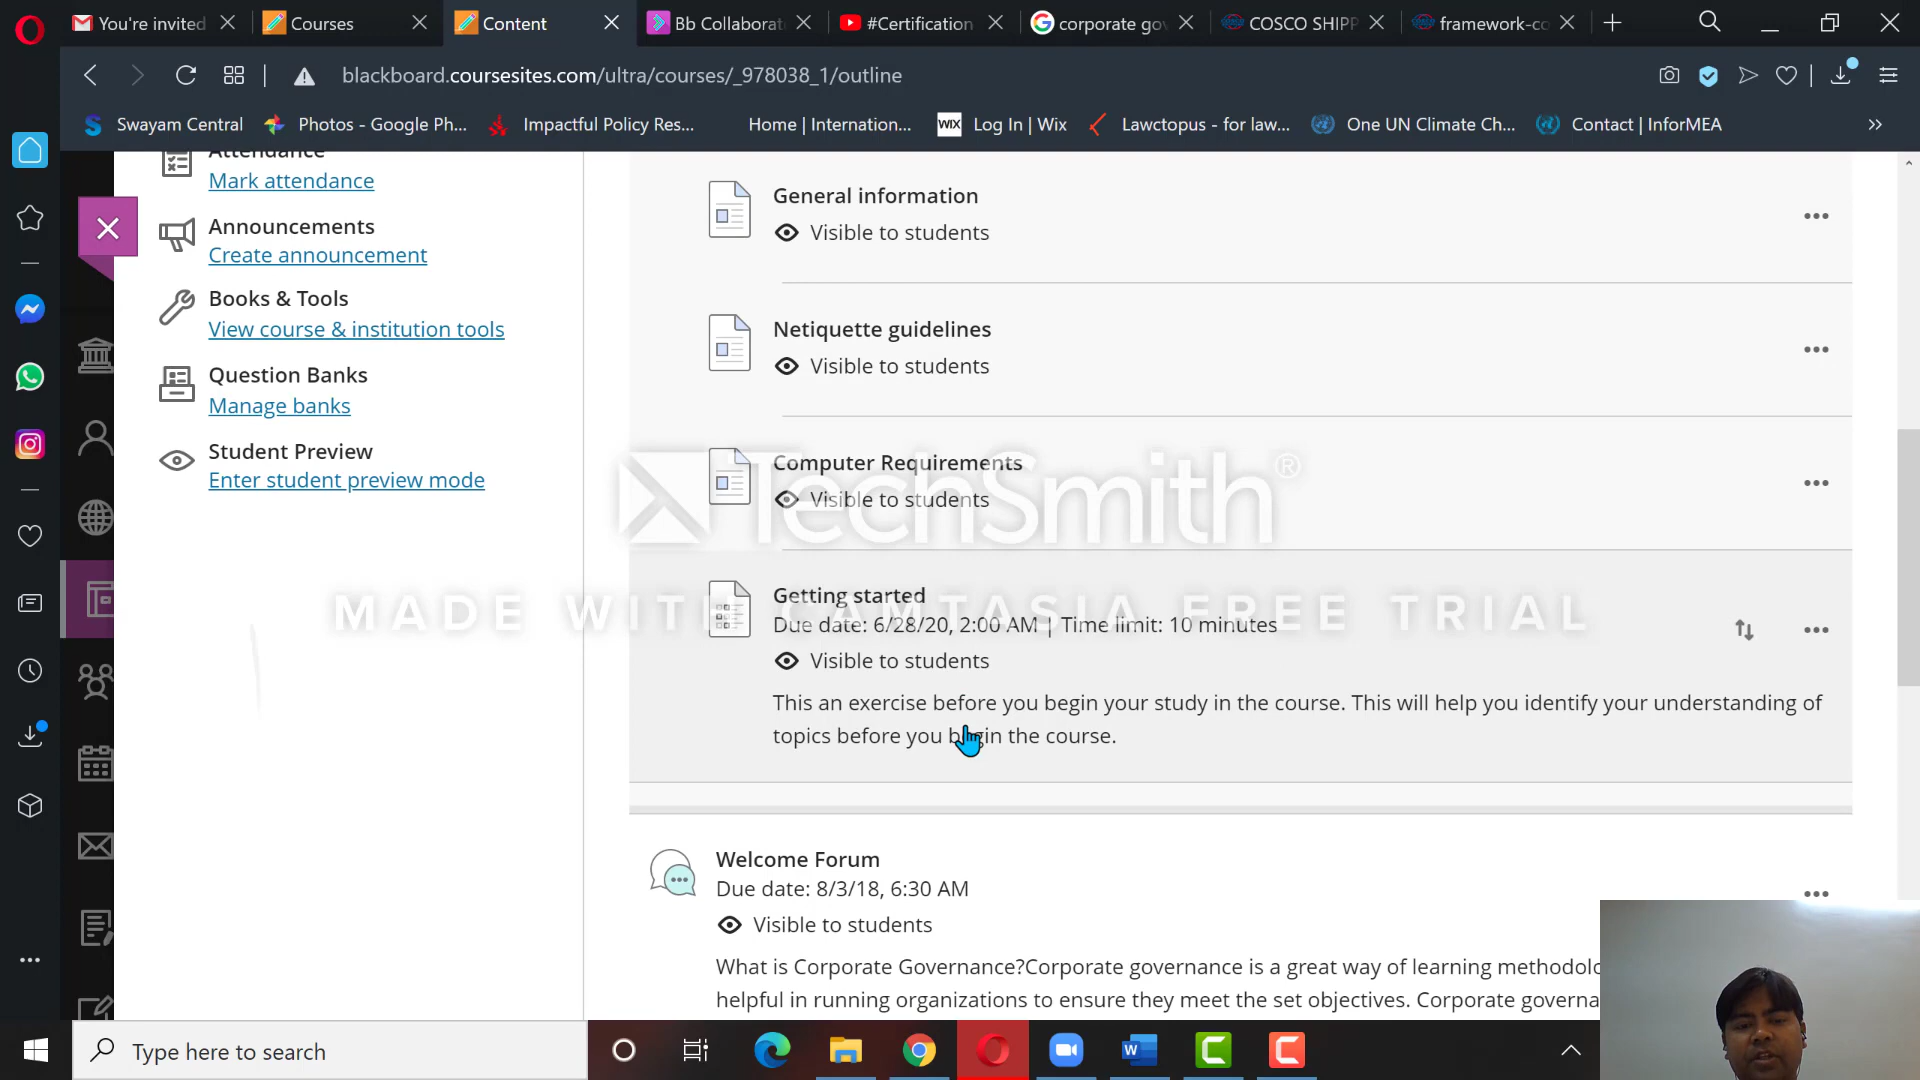 You're invited
Courses
Content
Bb Collaborat
#Certification
corporate gov
COSCO SHIPP
framework-co
blackboard.coursesites.com/ultra/courses/_978038_1/outline
Swayam Central
Photos - Google Ph...
Impactful Policy Res...
Home | Internation...
WIX
Log In | Wix
Lawctopus - for law...
One UN Climate Ch...
Contact | InforMEA
Attendance
Mark attendance
Announcements
Create announcement
Books & Tools
View course & institution tools
Question Banks
Manage banks
Student Preview
Enter student preview mode
General information
Visible to students
Netiquette guidelines
Visible to students
Computer Requirements
Visible to students
TechSmith®
MADE WITH CAMTASIA FREE TRIAL
Getting started
Due date: 6/28/20, 2:00 AM | Time limit: 10 minutes
Visible to students
This an exercise before you begin your study in the course. This will help you identify your understanding of
topics before you begin the course.
Welcome Forum
Due date: 8/3/18, 6:30 AM
Visible to students
What is Corporate Governance?Corporate governance is a great way of learning methodolo
helpful in running organizations to ensure they meet the set objectives. Corporate governa
Type here to search